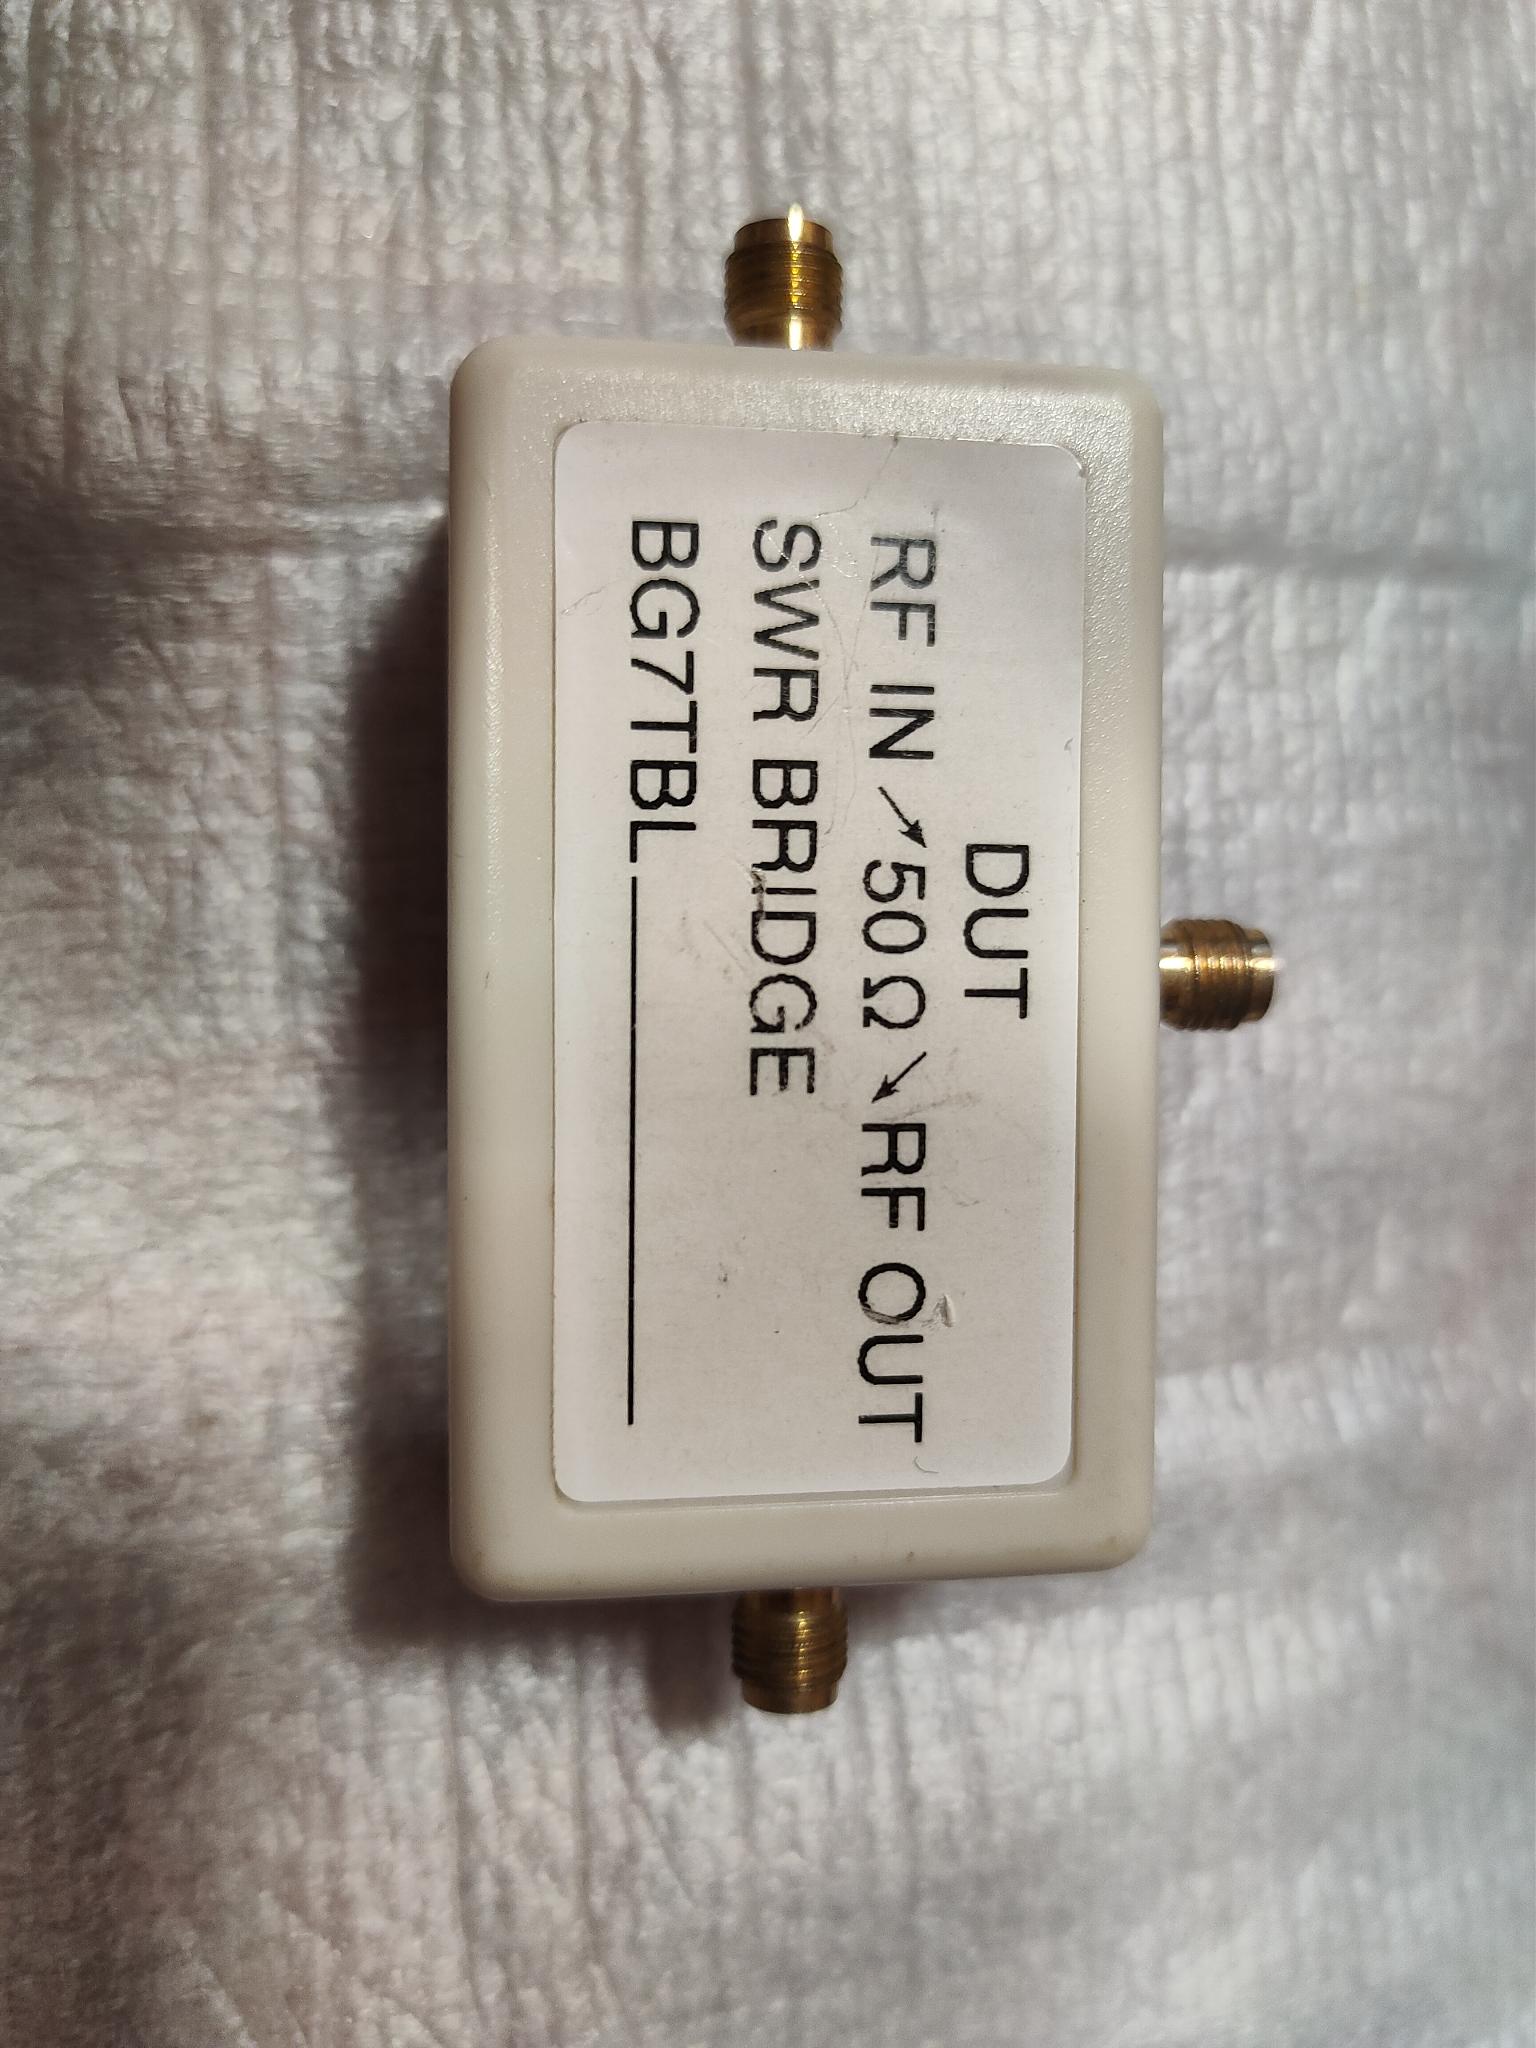 DUT
RF IN ↘ 50 Ω ↗ RF OUT
SWR BRIDGE
BG7TBL